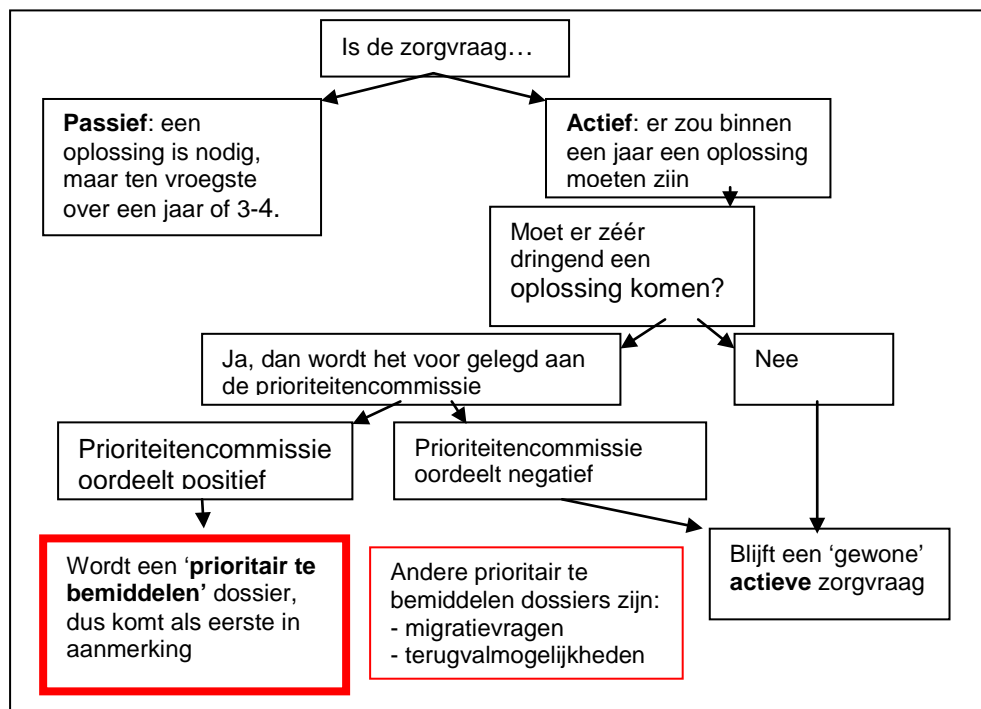 Is de zorgvraag…
Passief: een
oplossing is nodig,
maar ten vroegste
over een jaar of 3-4.
Actief: er zou binnen
een jaar een oplossing
moeten zijn
Moet er zéér
dringend een
oplossing komen?
Ja, dan wordt het voor gelegd aan
de prioriteitencommissie
Nee
Prioriteitencommissie
oordeelt positief
Prioriteitencommissie
oordeelt negatief
Wordt een ‘prioritair te
bemiddelen’ dossier,
dus komt als eerste in
aanmerking
Andere prioritair te
bemiddelen dossiers zijn:
- migratievragen
- terugvalmogelijkheden
Blijft een ‘gewone’
actieve zorgvraag